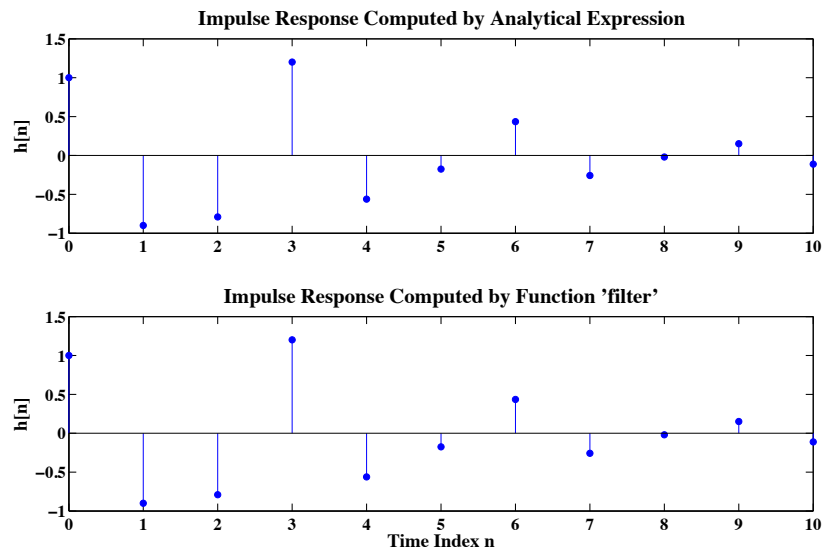 Impulse Response Computed by Analytical Expression
1.5
1
0.5
0
−0.5
−1
h[n]
0 1 2 3 4 5 6 7 8 9 10
Impulse Response Computed by Function ’filter’
1.5
1
0.5
0
−0.5
−1
h[n]
0 1 2 3 4 5 6 7 8 9 10
Time Index n